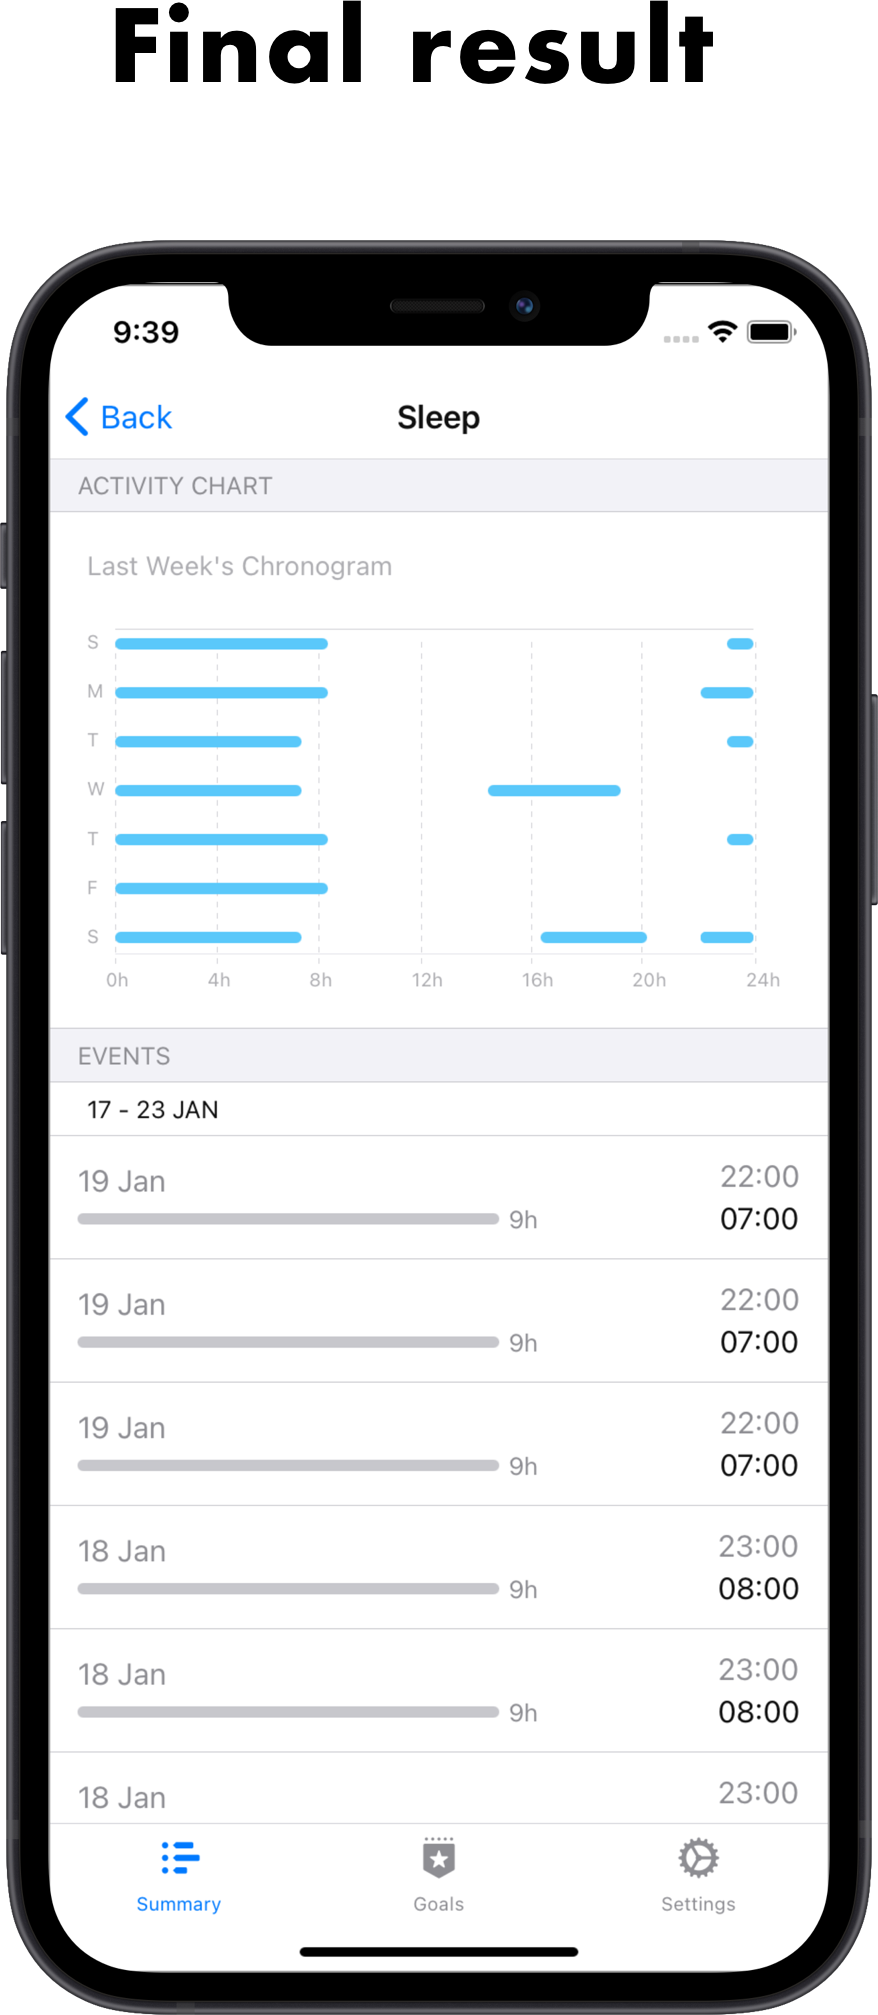 Final result
9:39
Back Sleep
ACTIVITY CHART
Last Week's Chronogram
S
M
T
W
T
F
S
0h 4h 8h 12h 16h 20h 24h
EVENTS
17 - 23 JAN
19 Jan 22:00
9h 07:00
19 Jan 22:00
9h 07:00
19 Jan 22:00
9h 07:00
18 Jan 23:00
9h 08:00
18 Jan 23:00
9h 08:00
18 Jan 23:00
Summary Goals Settings